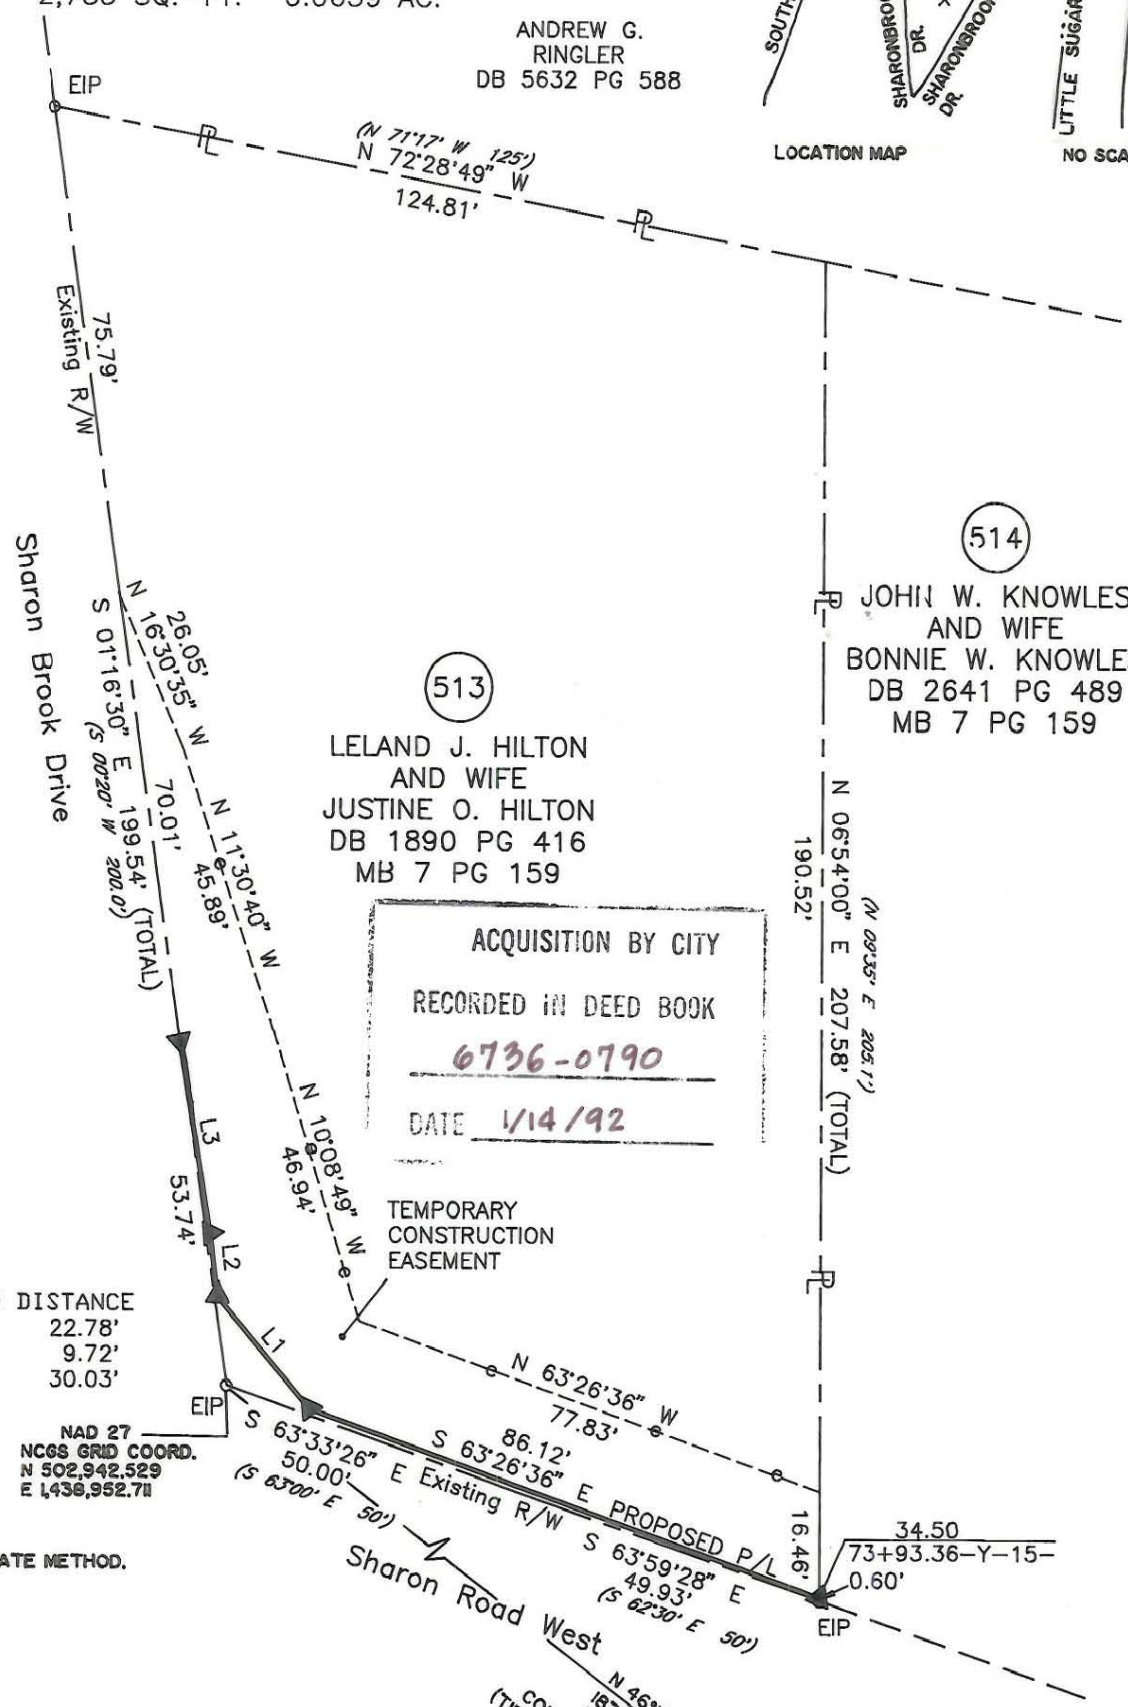 ANDREW G.
RINGLER
DB 5632 PG 588
SOUTH
SHARONBROO
DR.
SHARONBROO
DR.
LITTLE SUGAR
LOCATION MAP
NO SCA
EIP
PL
(N 71°17' W 125')
N 72°28'49" W
124.81'
PL
75.79'
Existing R/W
Sharon Brook Drive
26.05'
N 16°30'35" W
S 01°16'30" E 199.54' (TOTAL)
(S 00°20' W 200.0')
70.01'
N 11°30'40" W
45.89'
N 10°08'49" W
46.94'
513
LELAND J. HILTON
AND WIFE
JUSTINE O. HILTON
DB 1890 PG 416
MB 7 PG 159
514
PL
JOHN W. KNOWLES
AND WIFE
BONNIE W. KNOWLE
DB 2641 PG 489
MB 7 PG 159
(N 09°35' E 205.1')
N 06°54'00" E 207.58' (TOTAL)
190.52'
ACQUISITION BY CITY
RECORDED IN DEED BOOK
6736-0790
DATE 1/14/92
L3
53.74'
L2
L1
TEMPORARY
CONSTRUCTION
EASEMENT
PL
DISTANCE
22.78'
9.72'
30.03'
EIP
NAD 27
NCGS GRID COORD.
N 502,942.529
E 1,438,952.711
N 63°26'36" W
77.83'
86.12'
S 63°26'36" E PROPOSED P/L
S 63°33'26" E Existing R/W S 63°59'28" E
50.00'
49.93'
(S 63°00' E 50')
(S 62°30' E 50')
16.46'
34.50
73+93.36-Y-15-
0.60'
EIP
ATE METHOD.
Sharon Road West
N 46°